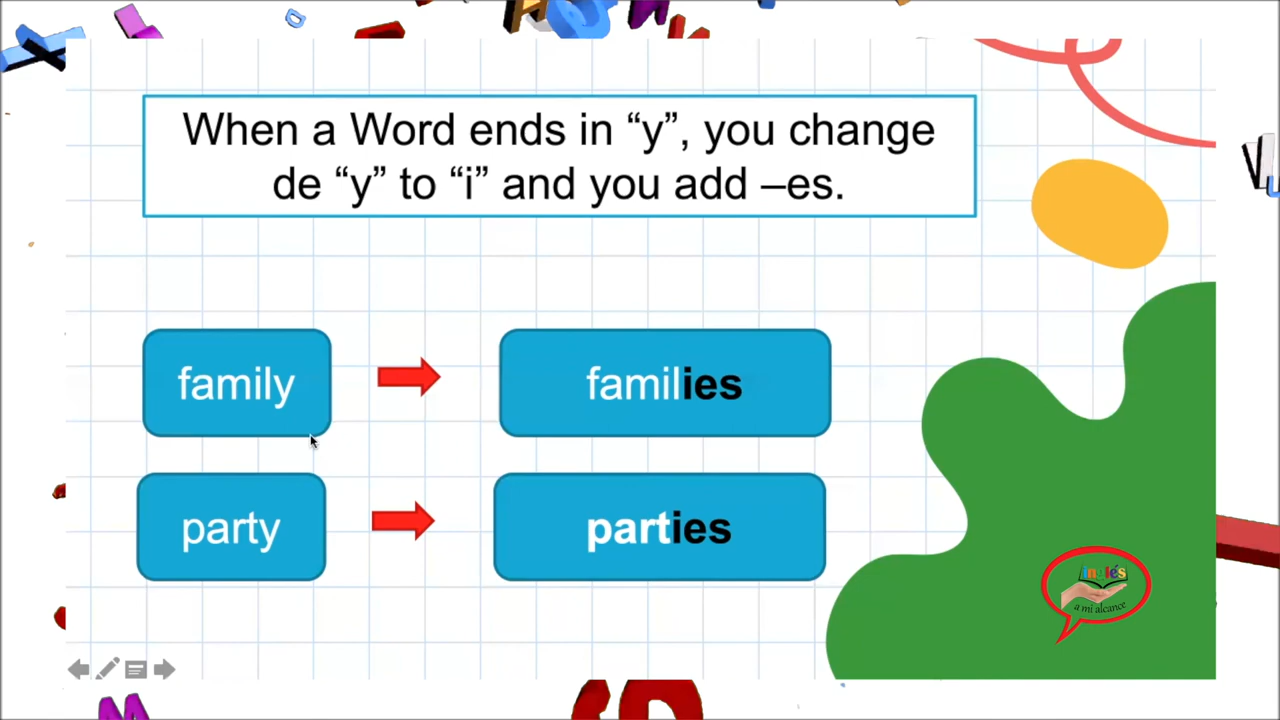 When a Word ends in “y”, you change
de “y” to “i” and you add –es.
family
families
party
parties
inglés
a mi alcance